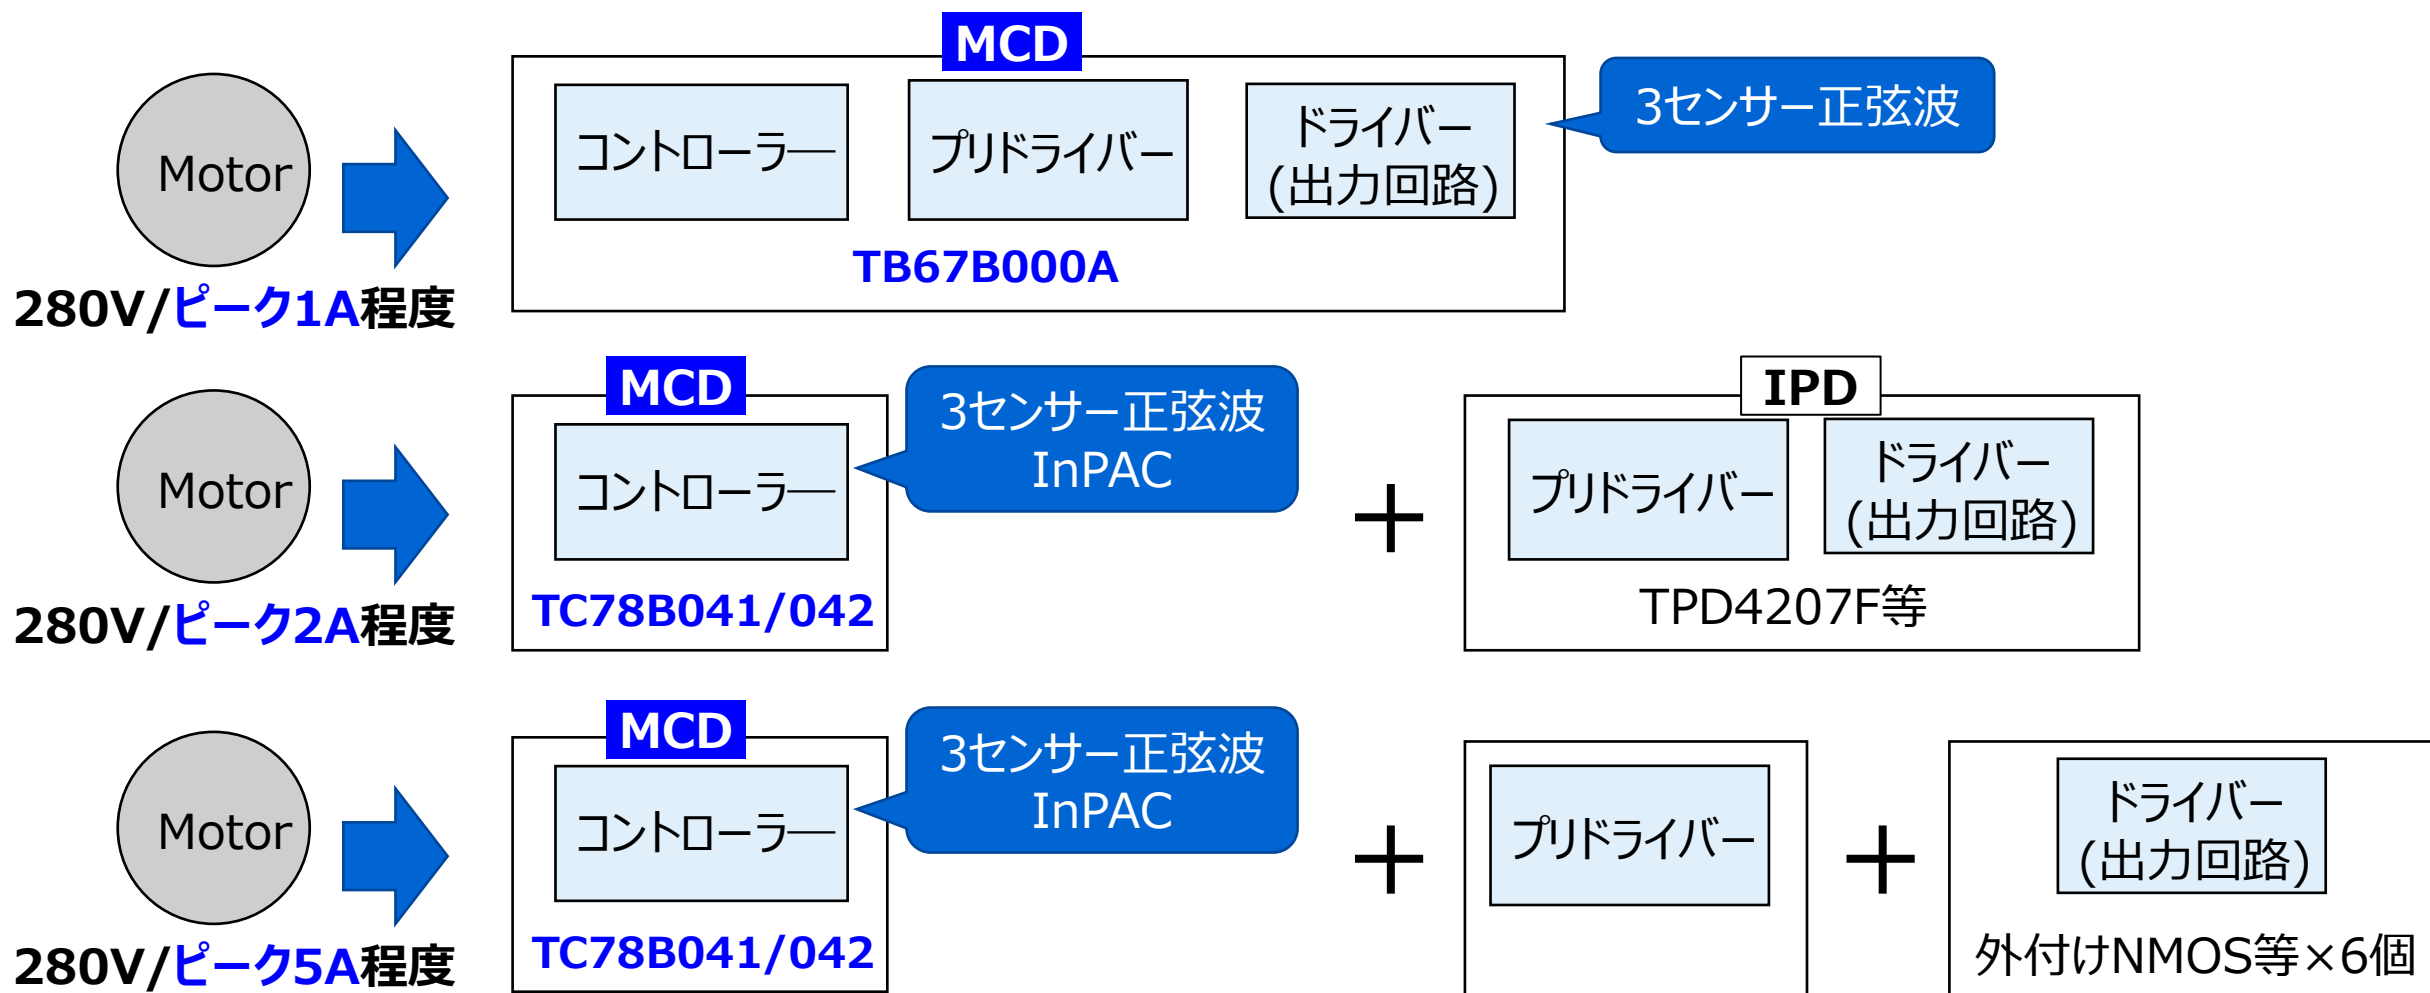 MCD
コントローラ―
プリドライバー
ドライバー
(出力回路)
3センサー正弦波
Motor
TB67B000A
280V/ピーク1A程度
MCD
コントローラ―
3センサー正弦波
InPAC
IPD
プリドライバー
ドライバー
(出力回路)
Motor
+
TC78B041/042
TPD4207F等
280V/ピーク2A程度
MCD
コントローラ―
3センサー正弦波
InPAC
プリドライバー
ドライバー
(出力回路)
Motor
+
+
TC78B041/042
外付けNMOS等×6個
280V/ピーク5A程度